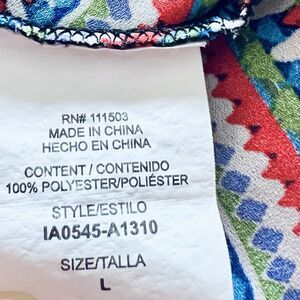 RN# 111503
MADE IN CHINA
HECHO EN CHINA
CONTENT / CONTENIDO
100% POLYESTER/POLIÉSTER
STYLE/ESTILO
IA0545-A1310
SIZE/TALLA
L